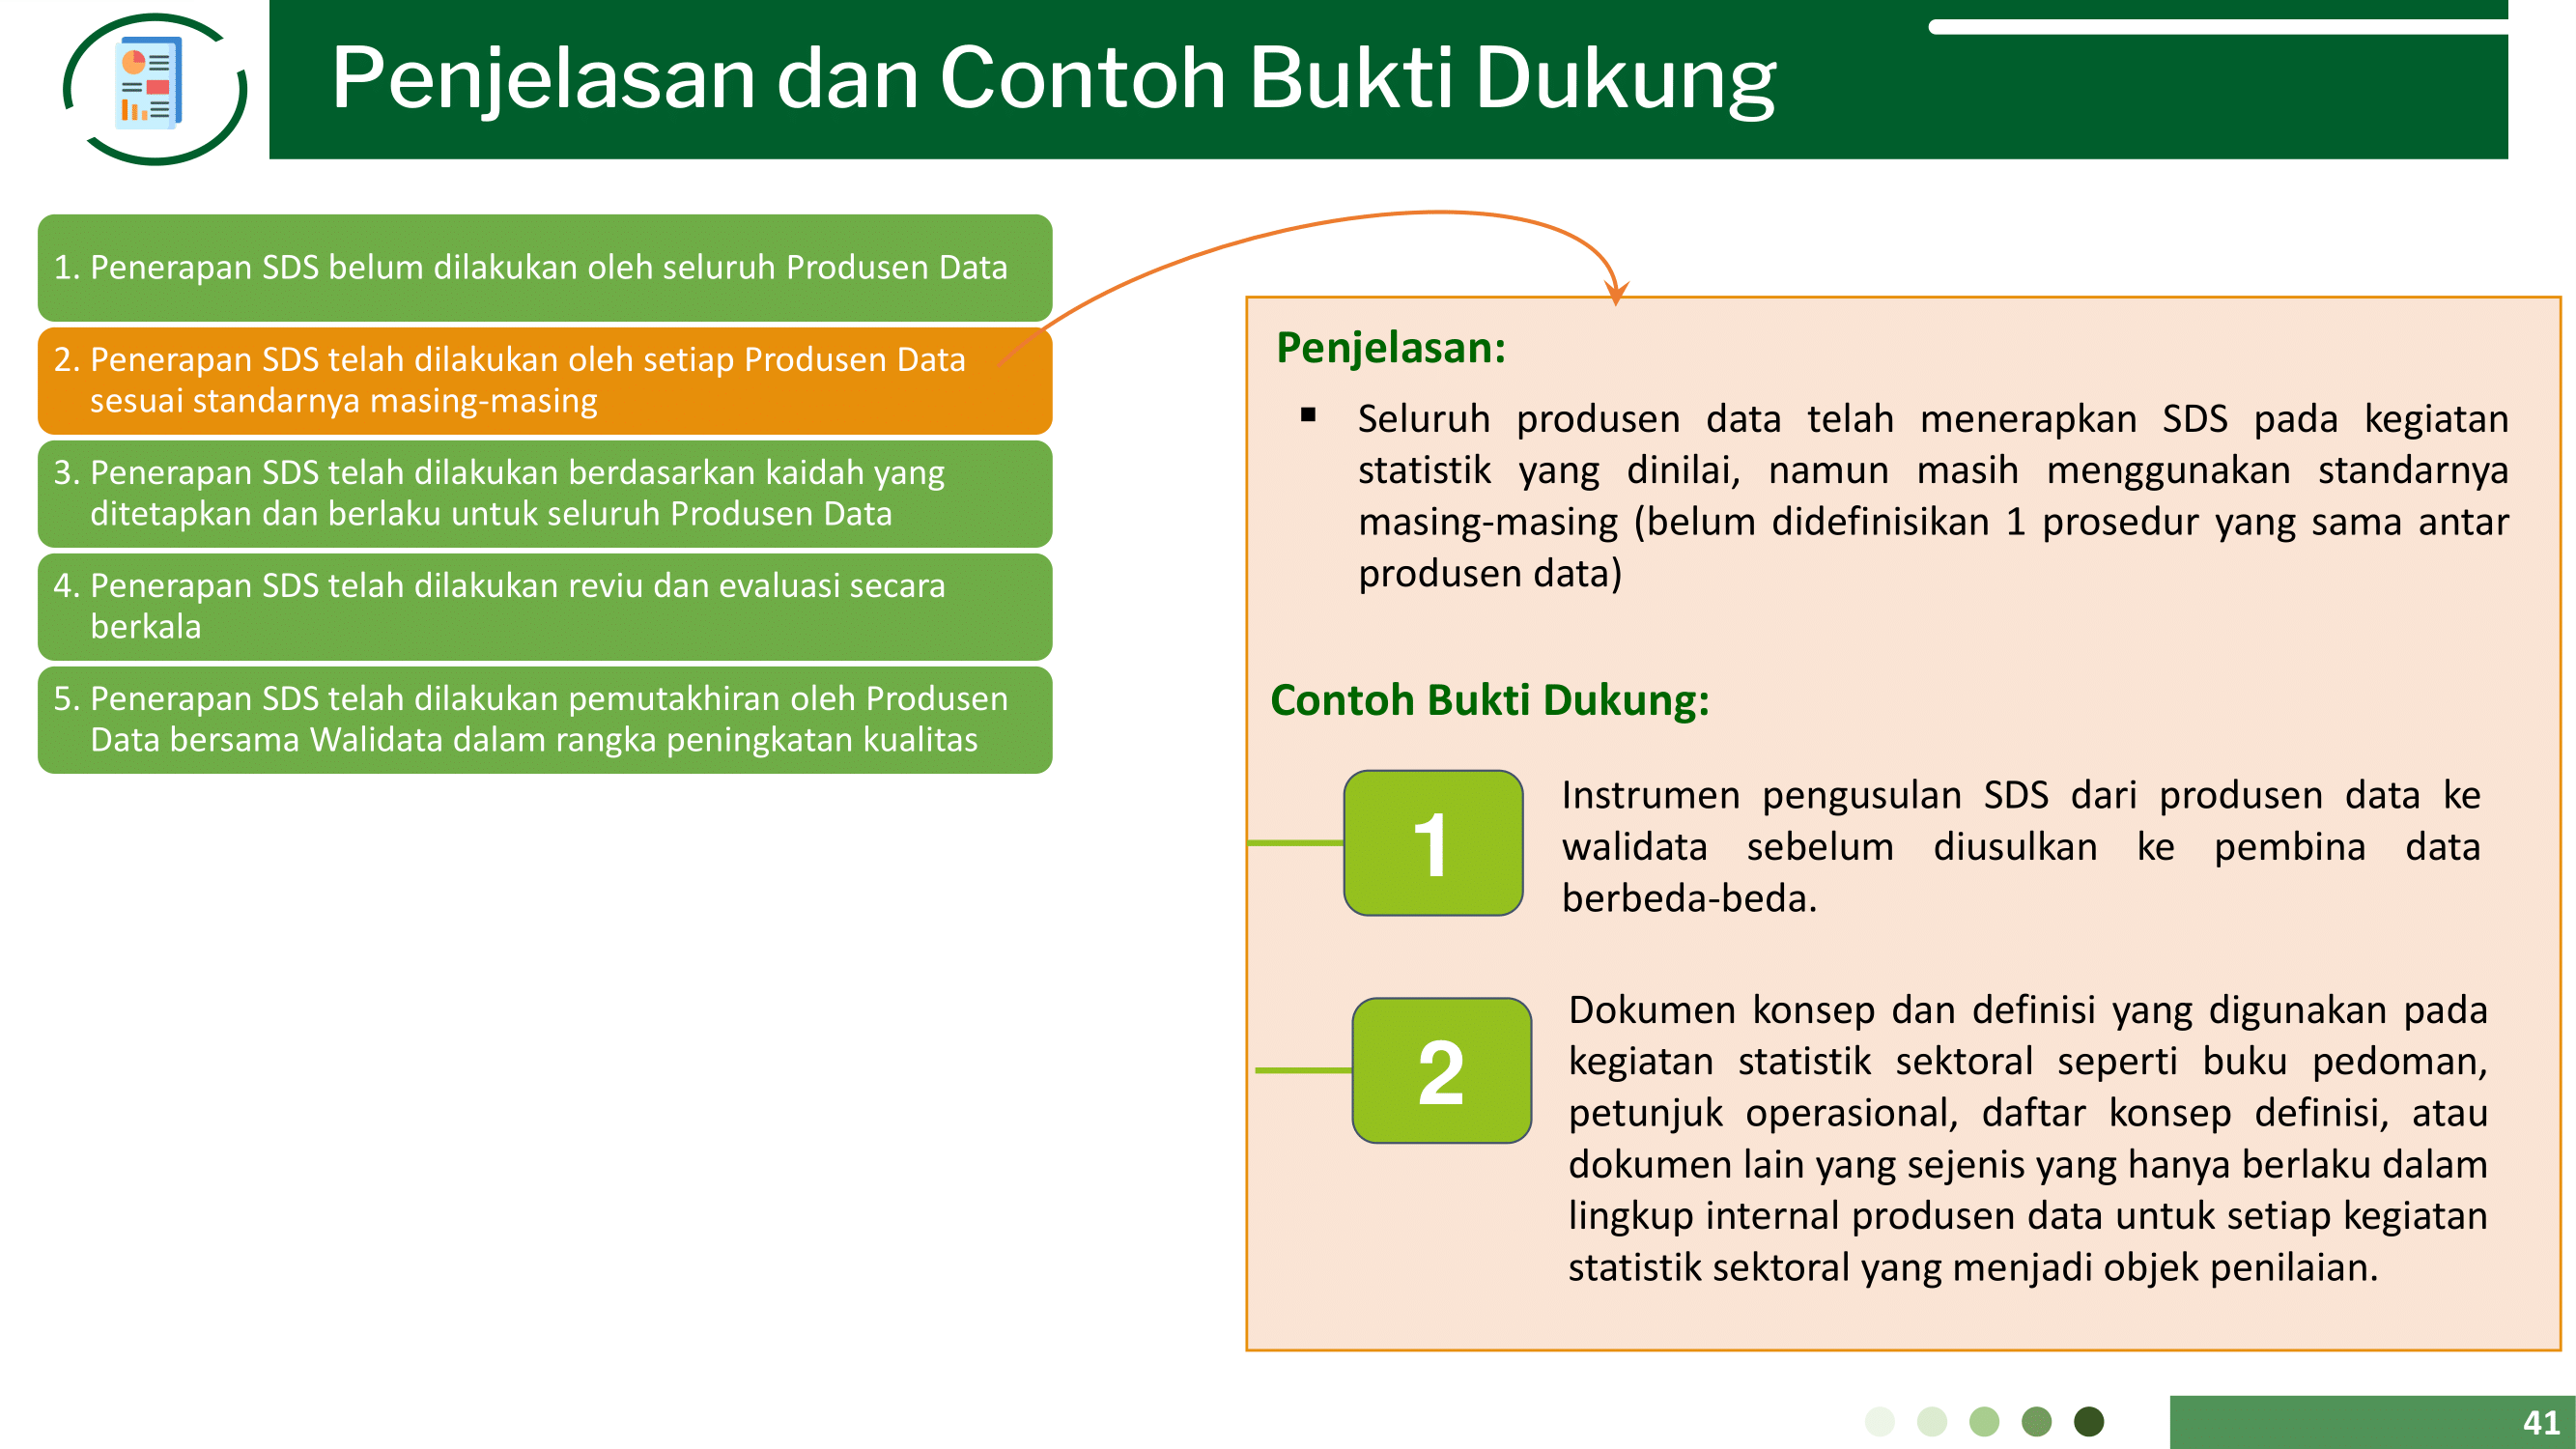 Penjelasan dan Contoh Bukti Dukung
1. Penerapan SDS belum dilakukan oleh seluruh Produsen Data
2. Penerapan SDS telah dilakukan oleh setiap Produsen Data
sesuai standarnya masing-masing
3. Penerapan SDS telah dilakukan berdasarkan kaidah yang
ditetapkan dan berlaku untuk seluruh Produsen Data
4. Penerapan SDS telah dilakukan reviu dan evaluasi secara
berkala
5. Penerapan SDS telah dilakukan pemutakhiran oleh Produsen
Data bersama Walidata dalam rangka peningkatan kualitas
Penjelasan:
▪ Seluruh produsen data telah menerapkan SDS pada kegiatan
statistik yang dinilai, namun masih menggunakan standarnya
masing-masing (belum didefinisikan 1 prosedur yang sama antar
produsen data)
Contoh Bukti Dukung:
1
Instrumen pengusulan SDS dari produsen data ke
walidata sebelum diusulkan ke pembina data
berbeda-beda.
2
Dokumen konsep dan definisi yang digunakan pada
kegiatan statistik sektoral seperti buku pedoman,
petunjuk operasional, daftar konsep definisi, atau
dokumen lain yang sejenis yang hanya berlaku dalam
lingkup internal produsen data untuk setiap kegiatan
statistik sektoral yang menjadi objek penilaian.
41